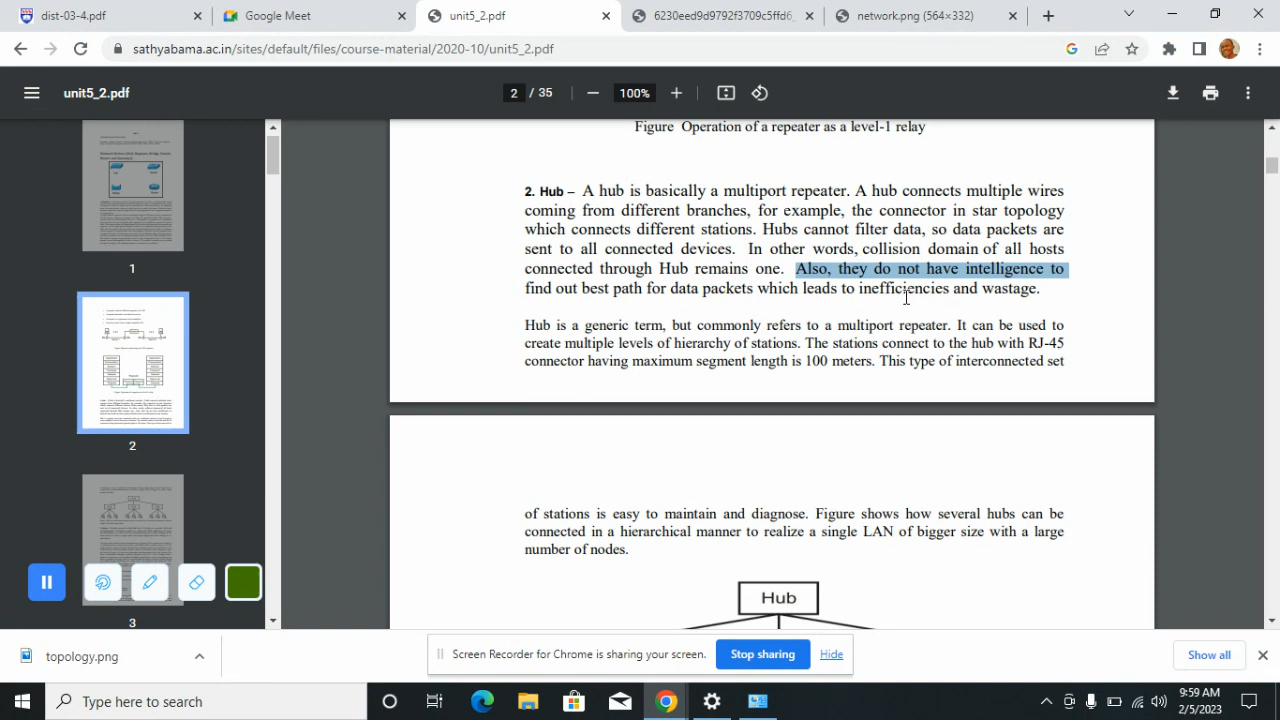 dist-03-4.pdf
Google Meet
unit5_2.pdf
6230eed9d9792f3709c5ffd6_
network.png (564×332)
sathyabama.ac.in/sites/default/files/course-material/2020-10/unit5_2.pdf
unit5_2.pdf
2 / 35
100%
Figure Operation of a repeater as a level-1 relay
2. Hub – A hub is basically a multiport repeater. A hub connects multiple wires
coming from different branches, for example, the connector in star topology
which connects different stations. Hubs cannot filter data, so data packets are
sent to all connected devices. In other words, collision domain of all hosts
connected through Hub remains one. Also, they do not have intelligence to
find out best path for data packets which leads to inefficiencies and wastage.
Hub is a generic term, but commonly refers to a multiport repeater. It can be used to
create multiple levels of hierarchy of stations. The stations connect to the hub with RJ-45
connector having maximum segment length is 100 meters. This type of interconnected set
of stations is easy to maintain and diagnose. Figure shows how several hubs can be
connected in a hierarchical manner to realize a single LAN of bigger size with a large
number of nodes.
Hub
1
2
3
topology.png
Screen Recorder for Chrome is sharing your screen.
Stop sharing
Hide
Show all
Type here to search
9:59 AM
2/5/2023